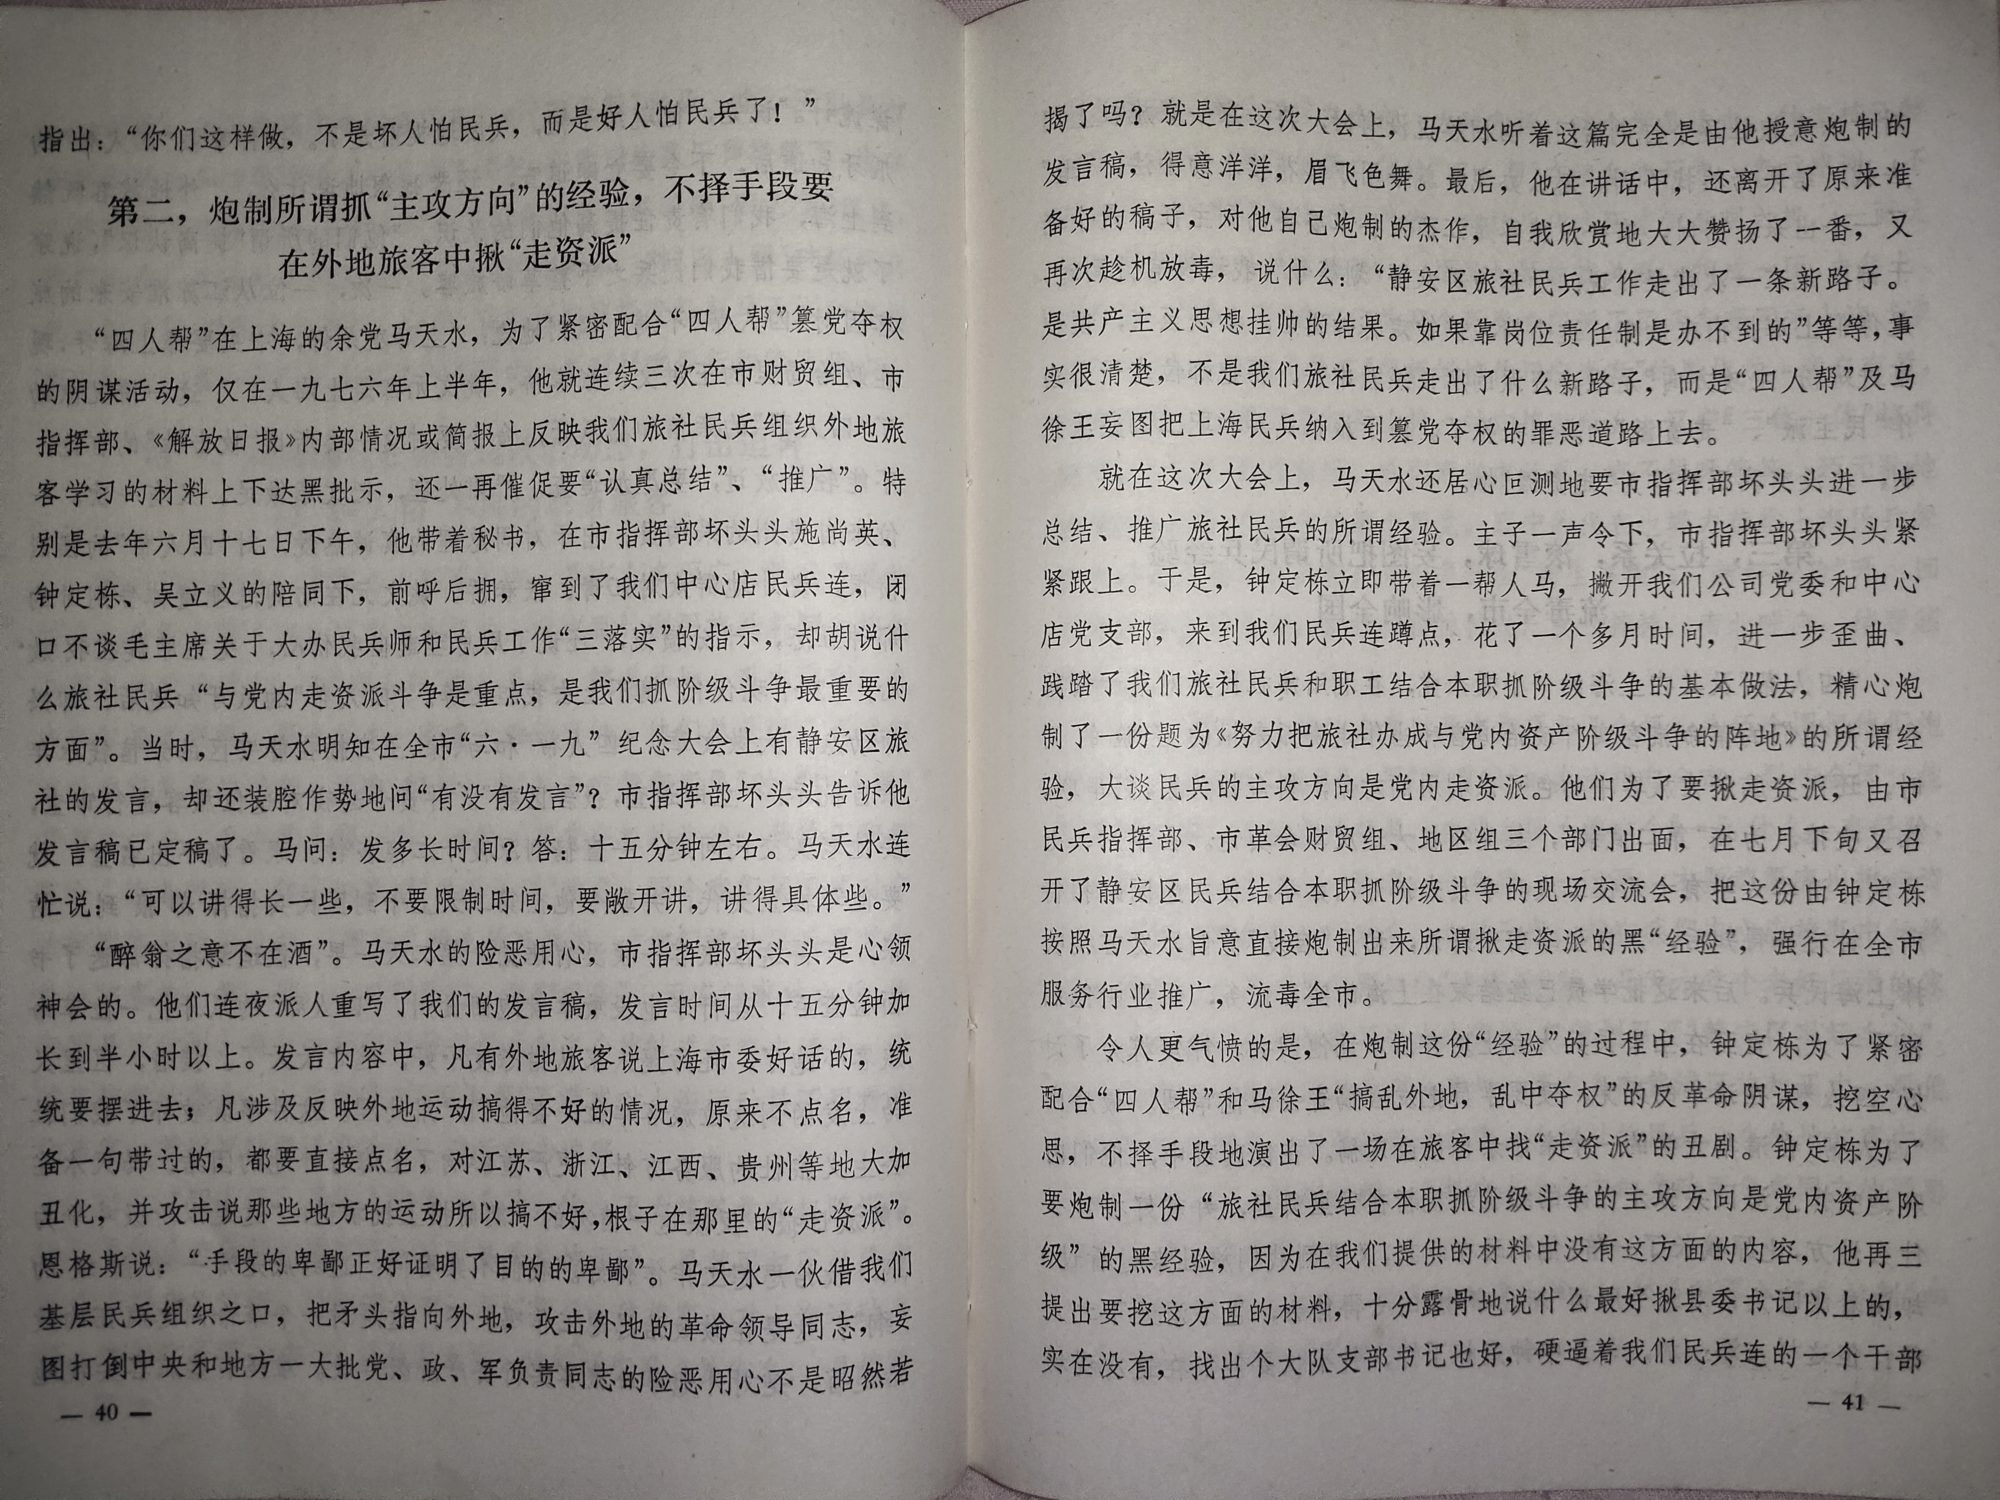 指出：“你们这样做，不是坏人怕民兵，而是好人怕民兵了！”
第二，炮制所谓抓“主攻方向”的经验，不择手段要
在外地旅客中揪“走资派”
“四人帮”在上海的余党马天水，为了紧密配合“四人帮”篡党夺权
的阴谋活动，仅在一九七六年上半年，他就连续三次在市财贸组、市
指挥部、《解放日报》内部情况或简报上反映我们旅社民兵组织外地旅
客学习的材料上下达黑批示，还一再催促要“认真总结”、“推广”。特
别是去年六月十七日下午，他带着秘书，在市指挥部坏头头施尚英、
钟定栋、吴立义的陪同下，前呼后拥，窜到了我们中心店民兵连，闭
口不谈毛主席关于大办民兵师和民兵工作“三落实”的指示，却胡说什
么旅社民兵“与党内走资派斗争是重点，是我们抓阶级斗争最重要的
方面”。当时，马天水明知在全市“六·一九”纪念大会上有静安区旅
社的发言，却还装腔作势地问“有没有发言”？市指挥部坏头头告诉他
发言稿已定稿了。马问：发多长时间？答：十五分钟左右。马天水连
忙说：“可以讲得长一些，不要限制时间，要敞开讲，讲得具体些。”
“醉翁之意不在酒”。马天水的险恶用心，市指挥部坏头头是心领
神会的。他们连夜派人重写了我们的发言稿，发言时间从十五分钟加
长到半小时以上。发言内容中，凡有外地旅客说上海市委好话的，统
统要摆进去；凡涉及反映外地运动搞得不好的情况，原来不点名，准
备一句带过的，都要直接点名，对江苏、浙江、江西、贵州等地大加
丑化，并攻击说那些地方的运动所以搞不好，根子在那里的“走资派”。
恩格斯说：“手段的卑鄙正好证明了目的的卑鄙”。马天水一伙借我们
基层民兵组织之口，把矛头指向外地，攻击外地的革命领导同志，妄
图打倒中央和地方一大批党、政、军负责同志的险恶用心不是昭然若
— 40 —
揭了吗？就是在这次大会上，马天水听着这篇完全是由他授意炮制的
发言稿，得意洋洋，眉飞色舞。最后，他在讲话中，还离开了原来准
备好的稿子，对他自己炮制的杰作，自我欣赏地大大赞扬了一番，又
再次趁机放毒，说什么：“静安区旅社民兵工作走出了一条新路子。
是共产主义思想挂帅的结果。如果靠岗位责任制是办不到的”等等，事
实很清楚，不是我们旅社民兵走出了什么新路子，而是“四人帮”及马
徐王妄图把上海民兵纳入到篡党夺权的罪恶道路上去。
就在这次大会上，马天水还居心叵测地要市指挥部坏头头进一步
总结、推广旅社民兵的所谓经验。主子一声令下，市指挥部坏头头紧
紧跟上。于是，钟定栋立即带着一帮人马，撇开我们公司党委和中心
店党支部，来到我们民兵连蹲点，花了一个多月时间，进一步歪曲、
践踏了我们旅社民兵和职工结合本职抓阶级斗争的基本做法，精心炮
制了一份题为《努力把旅社办成与党内资产阶级斗争的阵地》的所谓经
验，大谈民兵的主攻方向是党内走资派。他们为了要揪走资派，由市
民兵指挥部、市革会财贸组、地区组三个部门出面，在七月下旬又召
开了静安区民兵结合本职抓阶级斗争的现场交流会，把这份由钟定栋
按照马天水旨意直接炮制出来所谓揪走资派的黑“经验”，强行在全市
服务行业推广，流毒全市。
令人更气愤的是，在炮制这份“经验”的过程中，钟定栋为了紧密
配合“四人帮”和马徐王“搞乱外地，乱中夺权”的反革命阴谋，挖空心
思，不择手段地演出了一场在旅客中找“走资派”的丑剧。钟定栋为了
要炮制一份“旅社民兵结合本职抓阶级斗争的主攻方向是党内资产阶
级”的黑经验，因为在我们提供的材料中没有这方面的内容，他再三
提出要挖这方面的材料，十分露骨地说什么最好揪县委书记以上的，
实在没有，找出个大队支部书记也好，硬逼着我们民兵连的一个干部
— 41 —